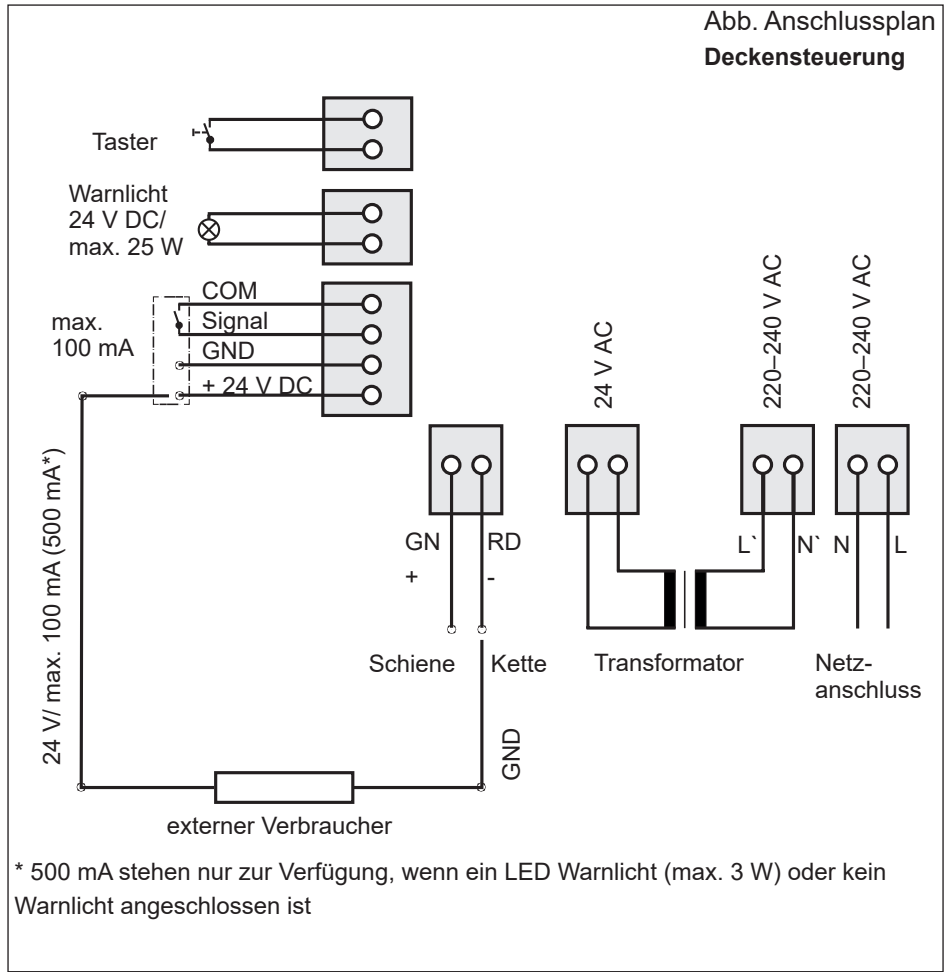 Abb. Anschlussplan
Deckensteuerung
Taster
Warnlicht
24 V DC/
max. 25 W
COM
max.
100 mA
Signal
GND
+ 24 V DC
24 V AC
220–240 V AC
220–240 V AC
24 V/ max. 100 mA (500 mA*)
GN
RD
+
-
L`
N`
N
L
Schiene
Kette
Transformator
Netz-
anschluss
GND
externer Verbraucher
* 500 mA stehen nur zur Verfügung, wenn ein LED Warnlicht (max. 3 W) oder kein
Warnlicht angeschlossen ist